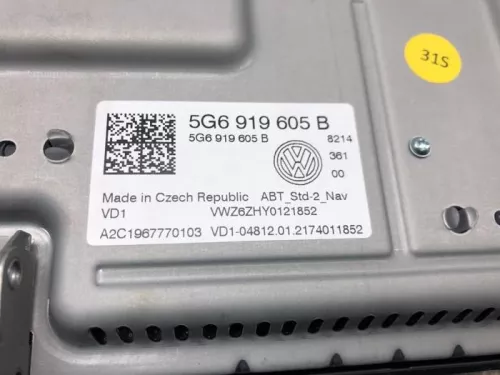 31S
5G6 919 605 B
5G6 919 605 B 8214
361
00
Made in Czech Republic ABT_Std-2_Nav
VD1 VWZ6ZHY0121852
A2C1967770103 VD1-04812.01.2174011852